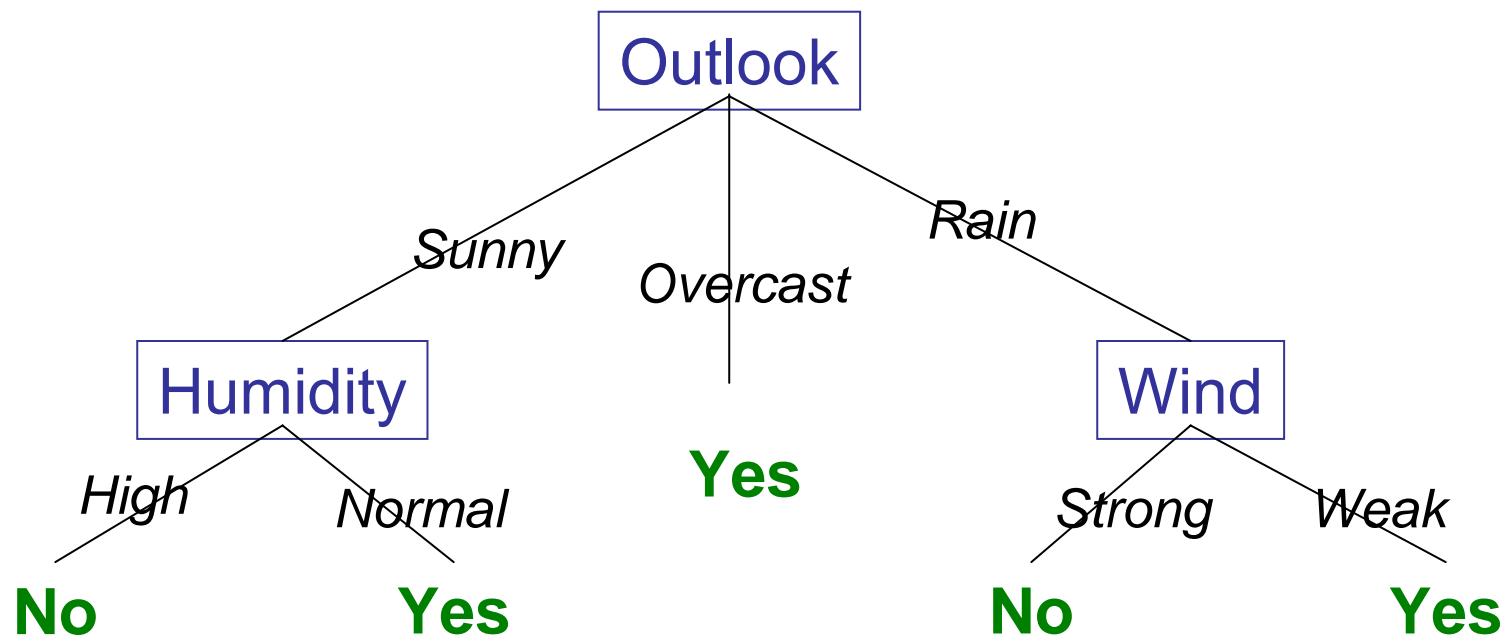 Outlook
Sunny
Overcast
Rain
Humidity
Wind
High
Normal
Yes
Strong
Weak
No
Yes
No
Yes